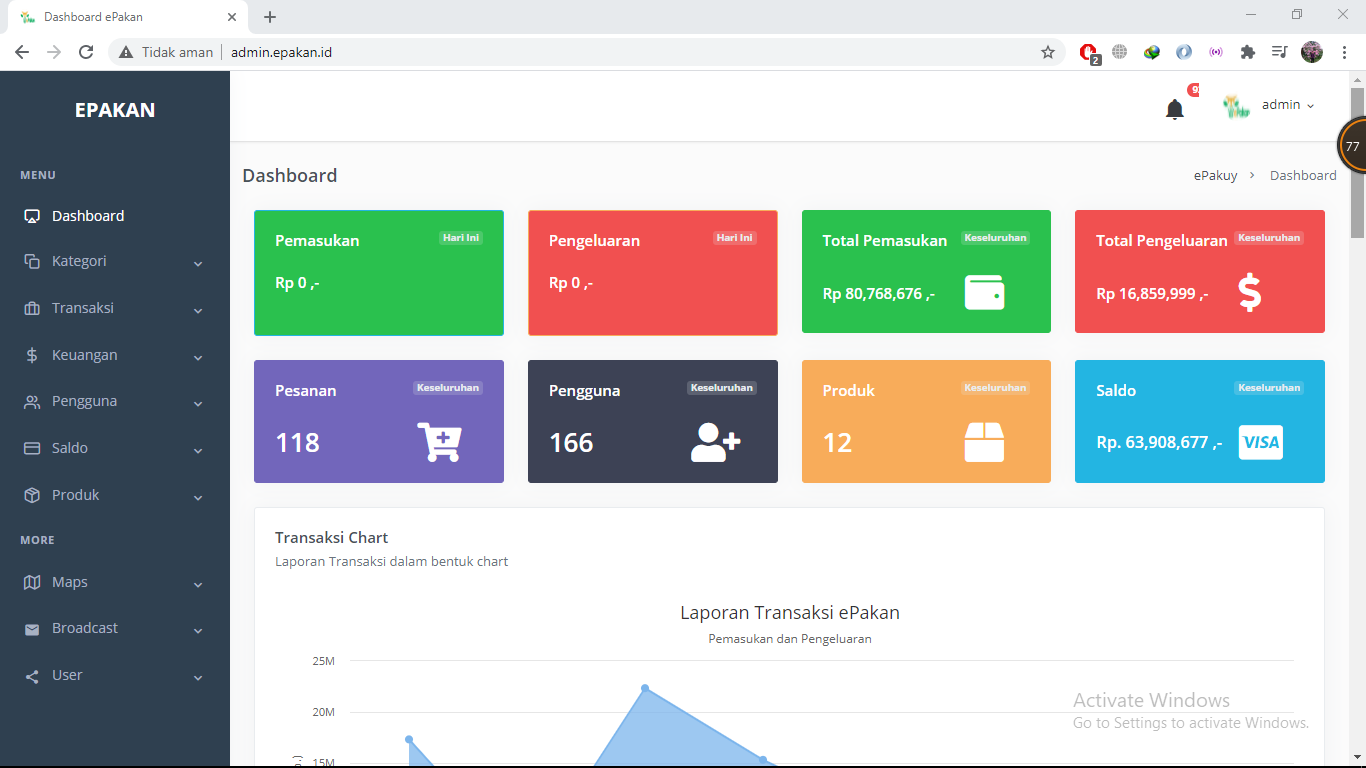 Dashboard ePakan
Tidak aman
admin.epakan.id
2
EPAKAN
admin
77
MENU
Dashboard
Kategori
Transaksi
Keuangan
Pengguna
Saldo
Produk
MORE
Maps
Broadcast
User
Dashboard
ePakuy > Dashboard
Pemasukan
Hari Ini
Rp 0 ,-
Pengeluaran
Hari Ini
Rp 0 ,-
Total Pemasukan
Keseluruhan
Rp 80,768,676 ,-
Total Pengeluaran
Keseluruhan
Rp 16,859,999 ,-
$
Pesanan
Keseluruhan
118
Pengguna
Keseluruhan
166
Produk
Keseluruhan
12
Saldo
Keseluruhan
Rp. 63,908,677 ,-
VISA
Transaksi Chart
Laporan Transaksi dalam bentuk chart
Laporan Transaksi ePakan
Pemasukan dan Pengeluaran
25M
20M
15M
Activate Windows
Go to Settings to activate Windows.